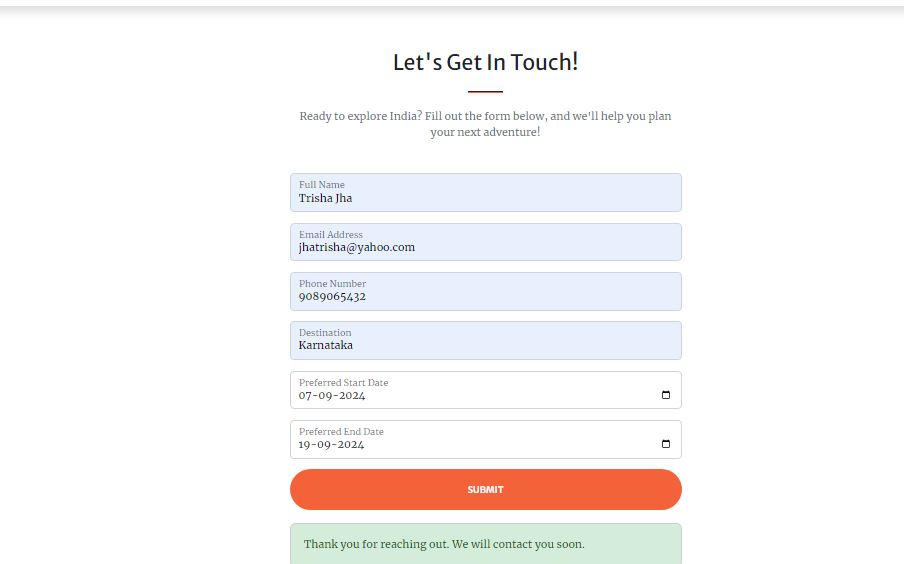 Let's Get In Touch!
Ready to explore India? Fill out the form below, and we'll help you plan
your next adventure!
Full Name
Trisha Jha
Email Address
jhatrisha@yahoo.com
Phone Number
9089065432
Destination
Karnataka
Preferred Start Date
07-09-2024
Preferred End Date
19-09-2024
SUBMIT
Thank you for reaching out. We will contact you soon.